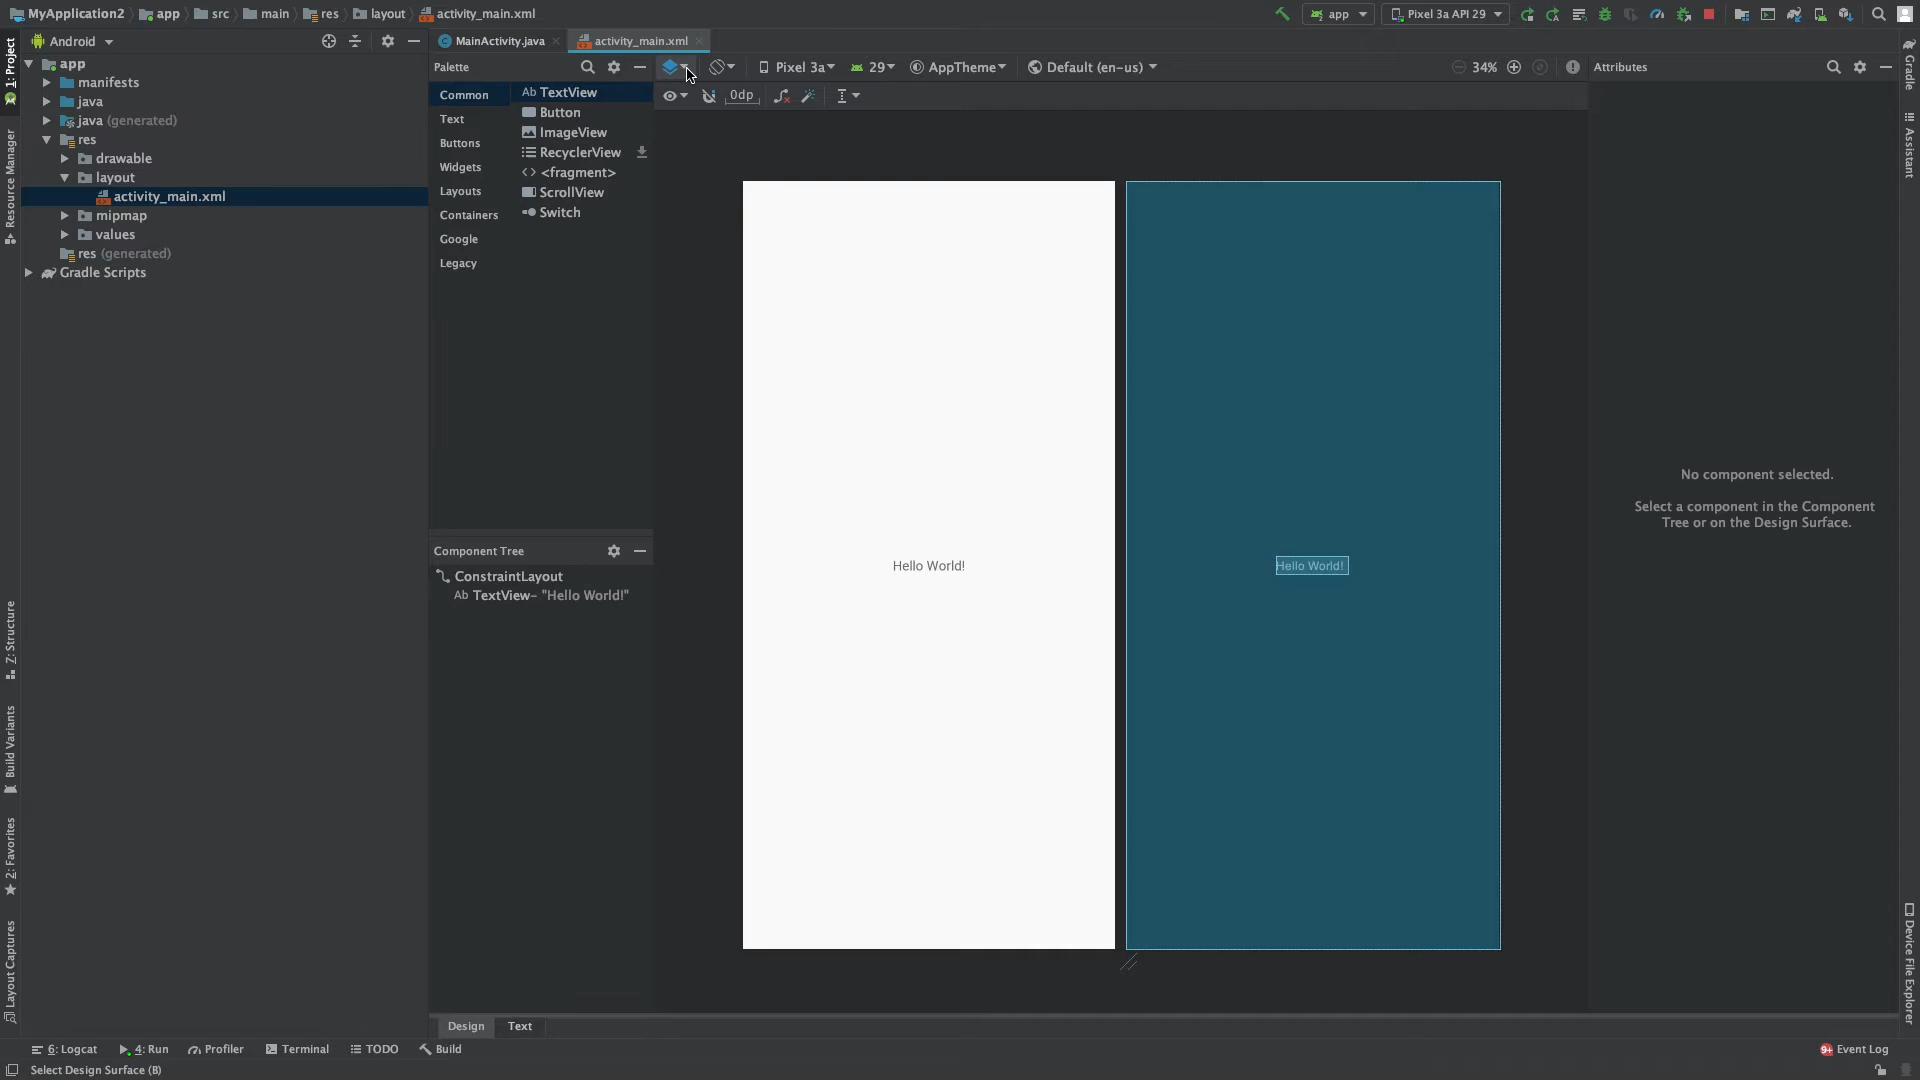 MyApplication2 app src main res layout activity_main.xml app Pixel 3a API 29
1: Project
Android
MainActivity.java activity_main.xml
Palette
Pixel 3a 29 AppTheme Default (en-us) 34%
Attributes
0dp
Common
Text
Buttons
Widgets
Layouts
Containers
Google
Legacy
Ab TextView
Button
ImageView
RecyclerView
<fragment>
ScrollView
Switch
app
manifests
java
java (generated)
res
drawable
layout
activity_main.xml
mipmap
values
res (generated)
Gradle Scripts
Resource Manager
Z: Structure
Build Variants
2: Favorites
Layout Captures
Component Tree
ConstraintLayout
Ab TextView- "Hello World!"
Hello World!
Hello World!
No component selected.
Select a component in the Component
Tree or on the Design Surface.
Gradle
Assistant
Device File Explorer
Design Text
6: Logcat 4: Run Profiler Terminal TODO Build
9+ Event Log
Select Design Surface (B)